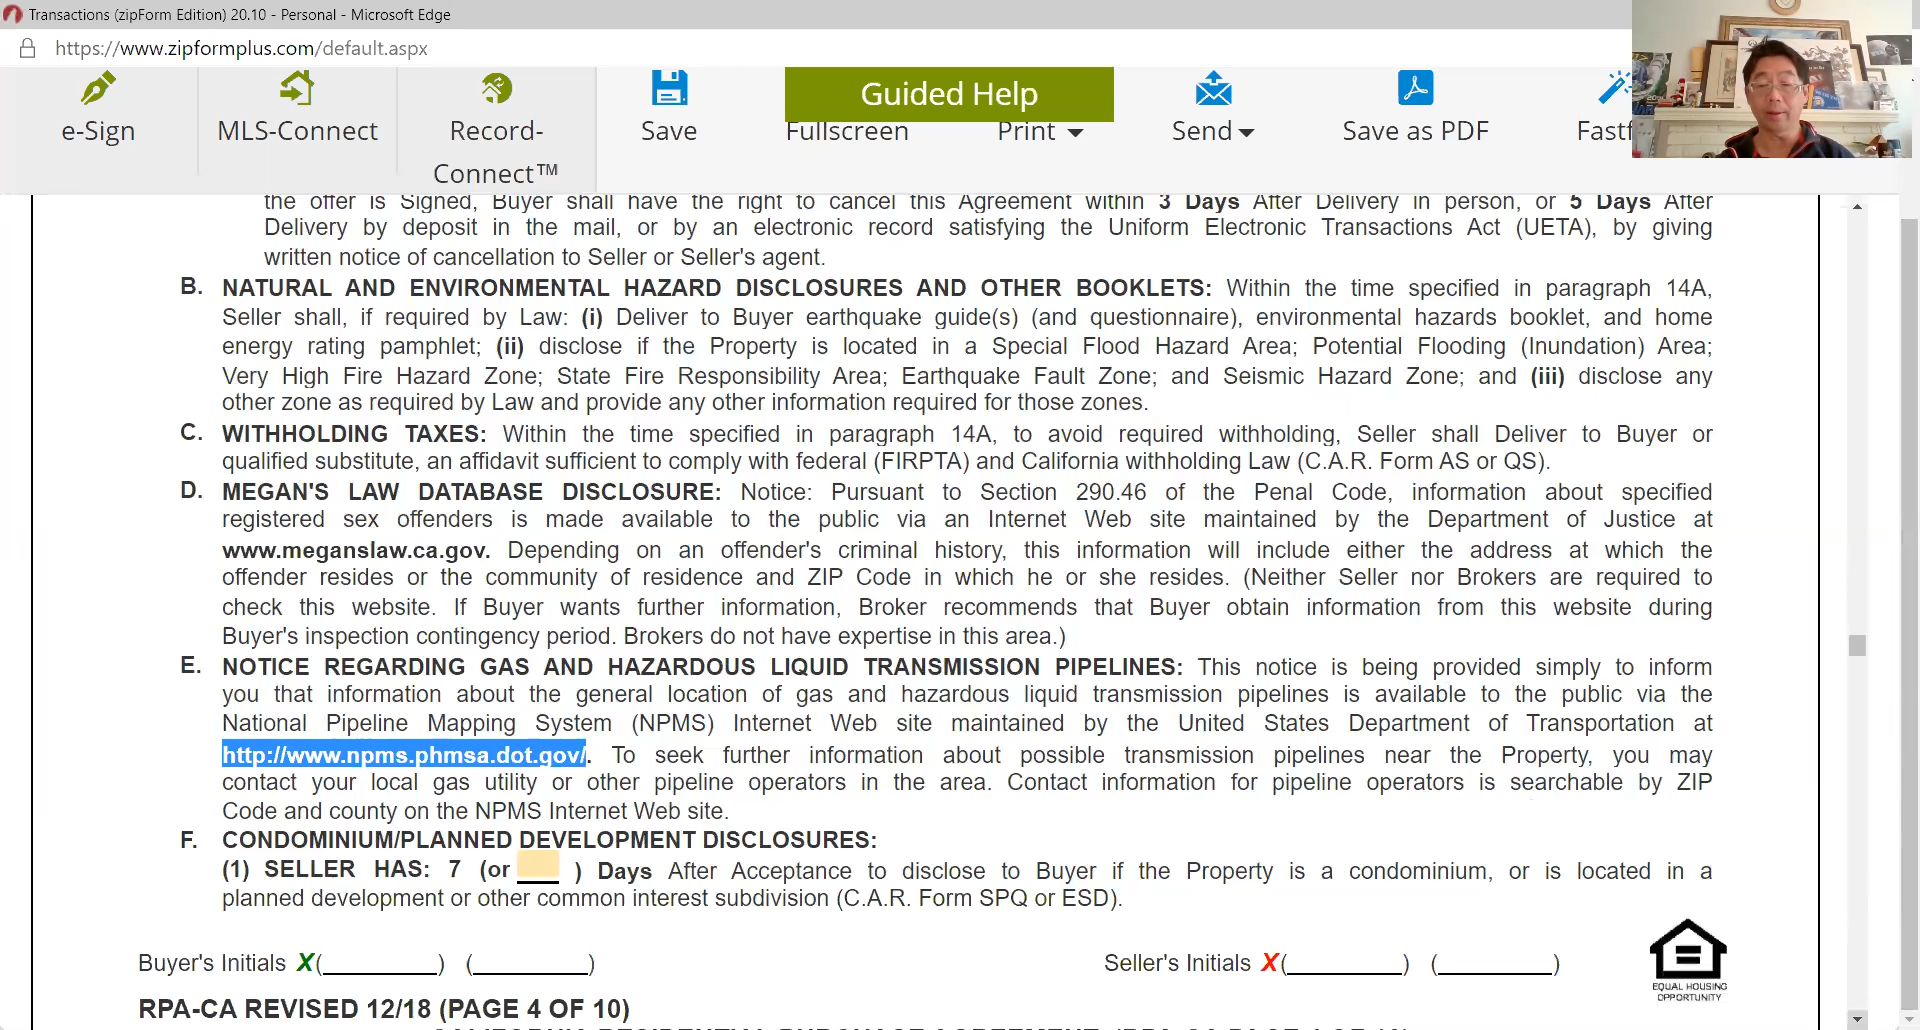 Transactions (zipForm Edition) 20.10 - Personal - Microsoft Edge
https://www.zipformplus.com/default.aspx
e-Sign
MLS-Connect
Record-
Connect™
Save
Guided Help
Fullscreen
Print
Send
Save as PDF
Fastf
the offer is Signed, Buyer shall have the right to cancel this Agreement within 3 Days After Delivery in person, or 5 Days After
Delivery by deposit in the mail, or by an electronic record satisfying the Uniform Electronic Transactions Act (UETA), by giving
written notice of cancellation to Seller or Seller's agent.
B. NATURAL AND ENVIRONMENTAL HAZARD DISCLOSURES AND OTHER BOOKLETS: Within the time specified in paragraph 14A,
Seller shall, if required by Law: (i) Deliver to Buyer earthquake guide(s) (and questionnaire), environmental hazards booklet, and home
energy rating pamphlet; (ii) disclose if the Property is located in a Special Flood Hazard Area; Potential Flooding (Inundation) Area;
Very High Fire Hazard Zone; State Fire Responsibility Area; Earthquake Fault Zone; and Seismic Hazard Zone; and (iii) disclose any
other zone as required by Law and provide any other information required for those zones.
C. WITHHOLDING TAXES: Within the time specified in paragraph 14A, to avoid required withholding, Seller shall Deliver to Buyer or
qualified substitute, an affidavit sufficient to comply with federal (FIRPTA) and California withholding Law (C.A.R. Form AS or QS).
D. MEGAN'S LAW DATABASE DISCLOSURE: Notice: Pursuant to Section 290.46 of the Penal Code, information about specified
registered sex offenders is made available to the public via an Internet Web site maintained by the Department of Justice at
www.meganslaw.ca.gov. Depending on an offender's criminal history, this information will include either the address at which the
offender resides or the community of residence and ZIP Code in which he or she resides. (Neither Seller nor Brokers are required to
check this website. If Buyer wants further information, Broker recommends that Buyer obtain information from this website during
Buyer's inspection contingency period. Brokers do not have expertise in this area.)
E. NOTICE REGARDING GAS AND HAZARDOUS LIQUID TRANSMISSION PIPELINES: This notice is being provided simply to inform
you that information about the general location of gas and hazardous liquid transmission pipelines is available to the public via the
National Pipeline Mapping System (NPMS) Internet Web site maintained by the United States Department of Transportation at
http://www.npms.phmsa.dot.gov/. To seek further information about possible transmission pipelines near the Property, you may
contact your local gas utility or other pipeline operators in the area. Contact information for pipeline operators is searchable by ZIP
Code and county on the NPMS Internet Web site.
F. CONDOMINIUM/PLANNED DEVELOPMENT DISCLOSURES:
(1) SELLER HAS: 7 (or ____ ) Days After Acceptance to disclose to Buyer if the Property is a condominium, or is located in a
planned development or other common interest subdivision (C.A.R. Form SPQ or ESD).
Buyer's Initials X(_________) (_________)
Seller's Initials X(_________) (_________)
EQUAL HOUSING
OPPORTUNITY
RPA-CA REVISED 12/18 (PAGE 4 OF 10)
CALIFORNIA RESIDENTIAL PURCHASE AGREEMENT (RPA-CA PAGE 4 OF 10)